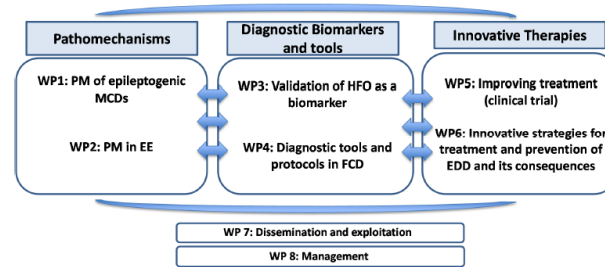 Pathomechanisms
WP1: PM of epileptogenic
MCDs
WP2: PM in EE
Diagnostic Biomarkers
and tools
WP3: Validation of HFO as a
biomarker
WP4: Diagnostic tools and
protocols in FCD
Innovative Therapies
WP5: Improving treatment
(clinical trial)
WP6: Innovative strategies for
treatment and prevention of
EDD and its consequences
WP 7: Dissemination and exploitation
WP 8: Management